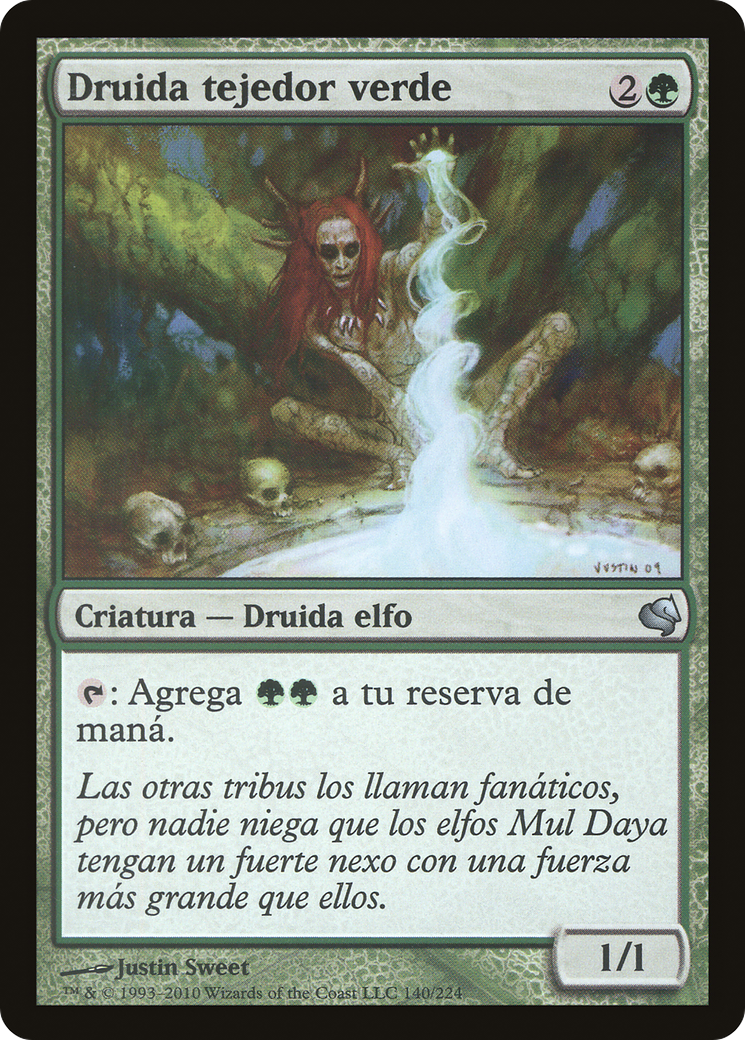 Druida tejedor verde
2
JUSTIN 09
Criatura — Druida elfo
: Agrega a tu reserva de
maná.
Las otras tribus los llaman fanáticos,
pero nadie niega que los elfos Mul Daya
tengan un fuerte nexo con una fuerza
más grande que ellos.
1/1
Justin Sweet
™ & © 1993–2010 Wizards of the Coast LLC 140/224